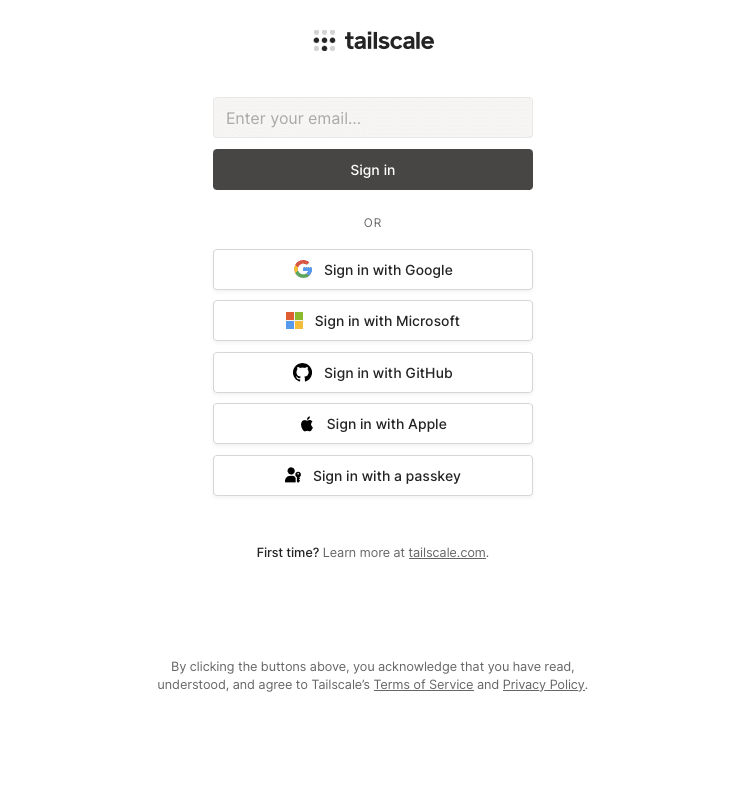 tailscale
Enter your email...
Sign in
OR
Sign in with Google
Sign in with Microsoft
Sign in with GitHub
Sign in with Apple
Sign in with a passkey
First time? Learn more at tailscale.com.
By clicking the buttons above, you acknowledge that you have read,
understood, and agree to Tailscale’s Terms of Service and Privacy Policy.